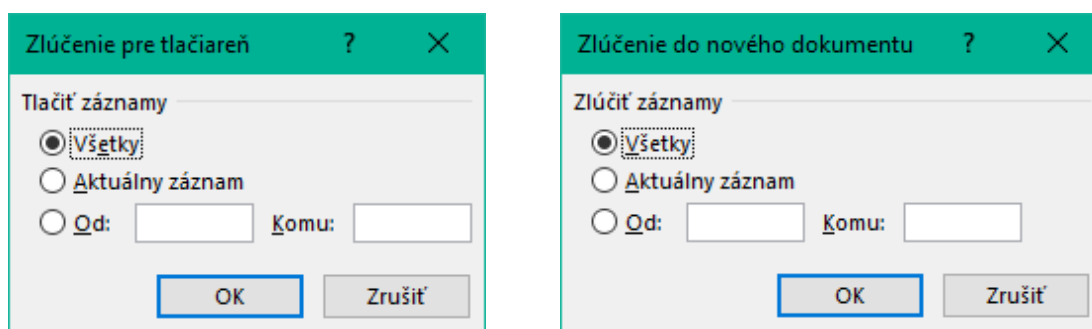 Zlúčenie pre tlačiareň ?
Tlačiť záznamy
Všetky
Aktuálny záznam
Od: Komu:
OK Zrušiť
Zlúčenie do nového dokumentu ?
Zlúčiť záznamy
Všetky
Aktuálny záznam
Od: Komu:
OK Zrušiť